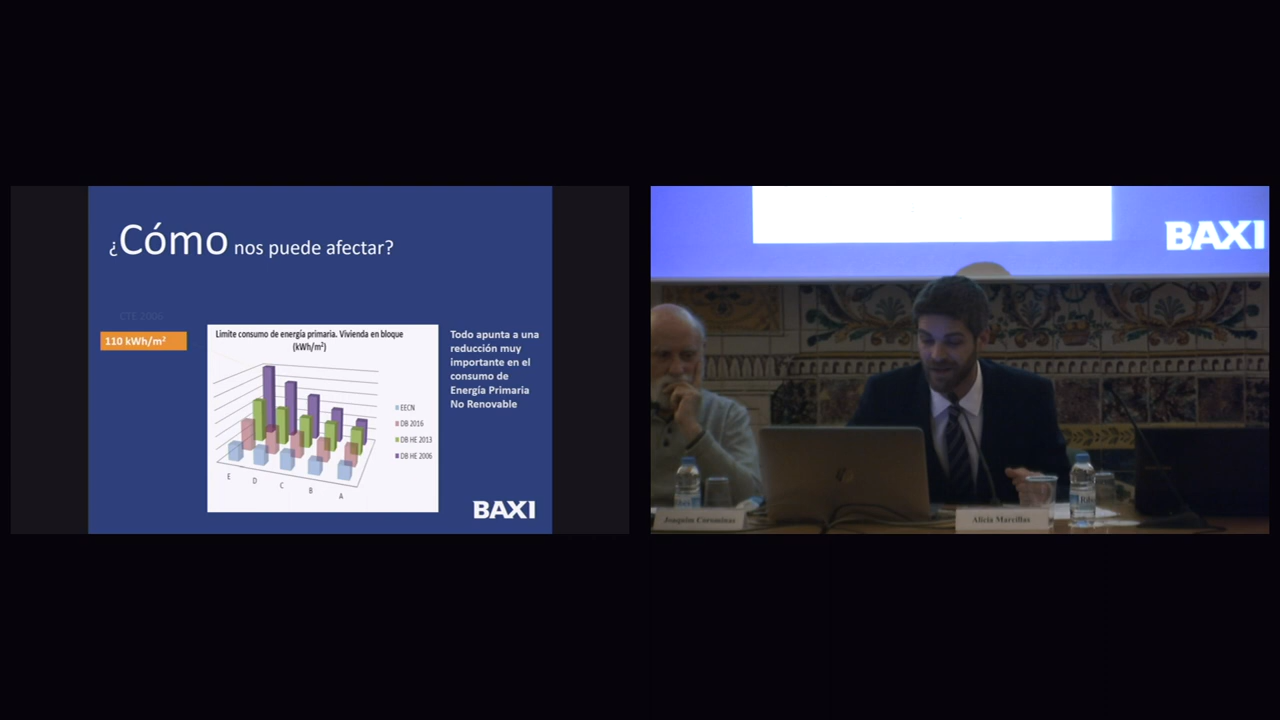 ¿Cómo nos puede afectar?
CTE 2006
110 kWh/m²
Limite consumo de energía primaria. Vivienda en bloque
(kWh/m²)
E
D
C
B
A
EECN
DB 2016
DB HE 2013
DB HE 2006
Todo apunta a una
reducción muy
importante en el
consumo de
Energía Primaria
No Renovable
BAXI
BAXI
Joaquim Corominas
Alicia Marcillas